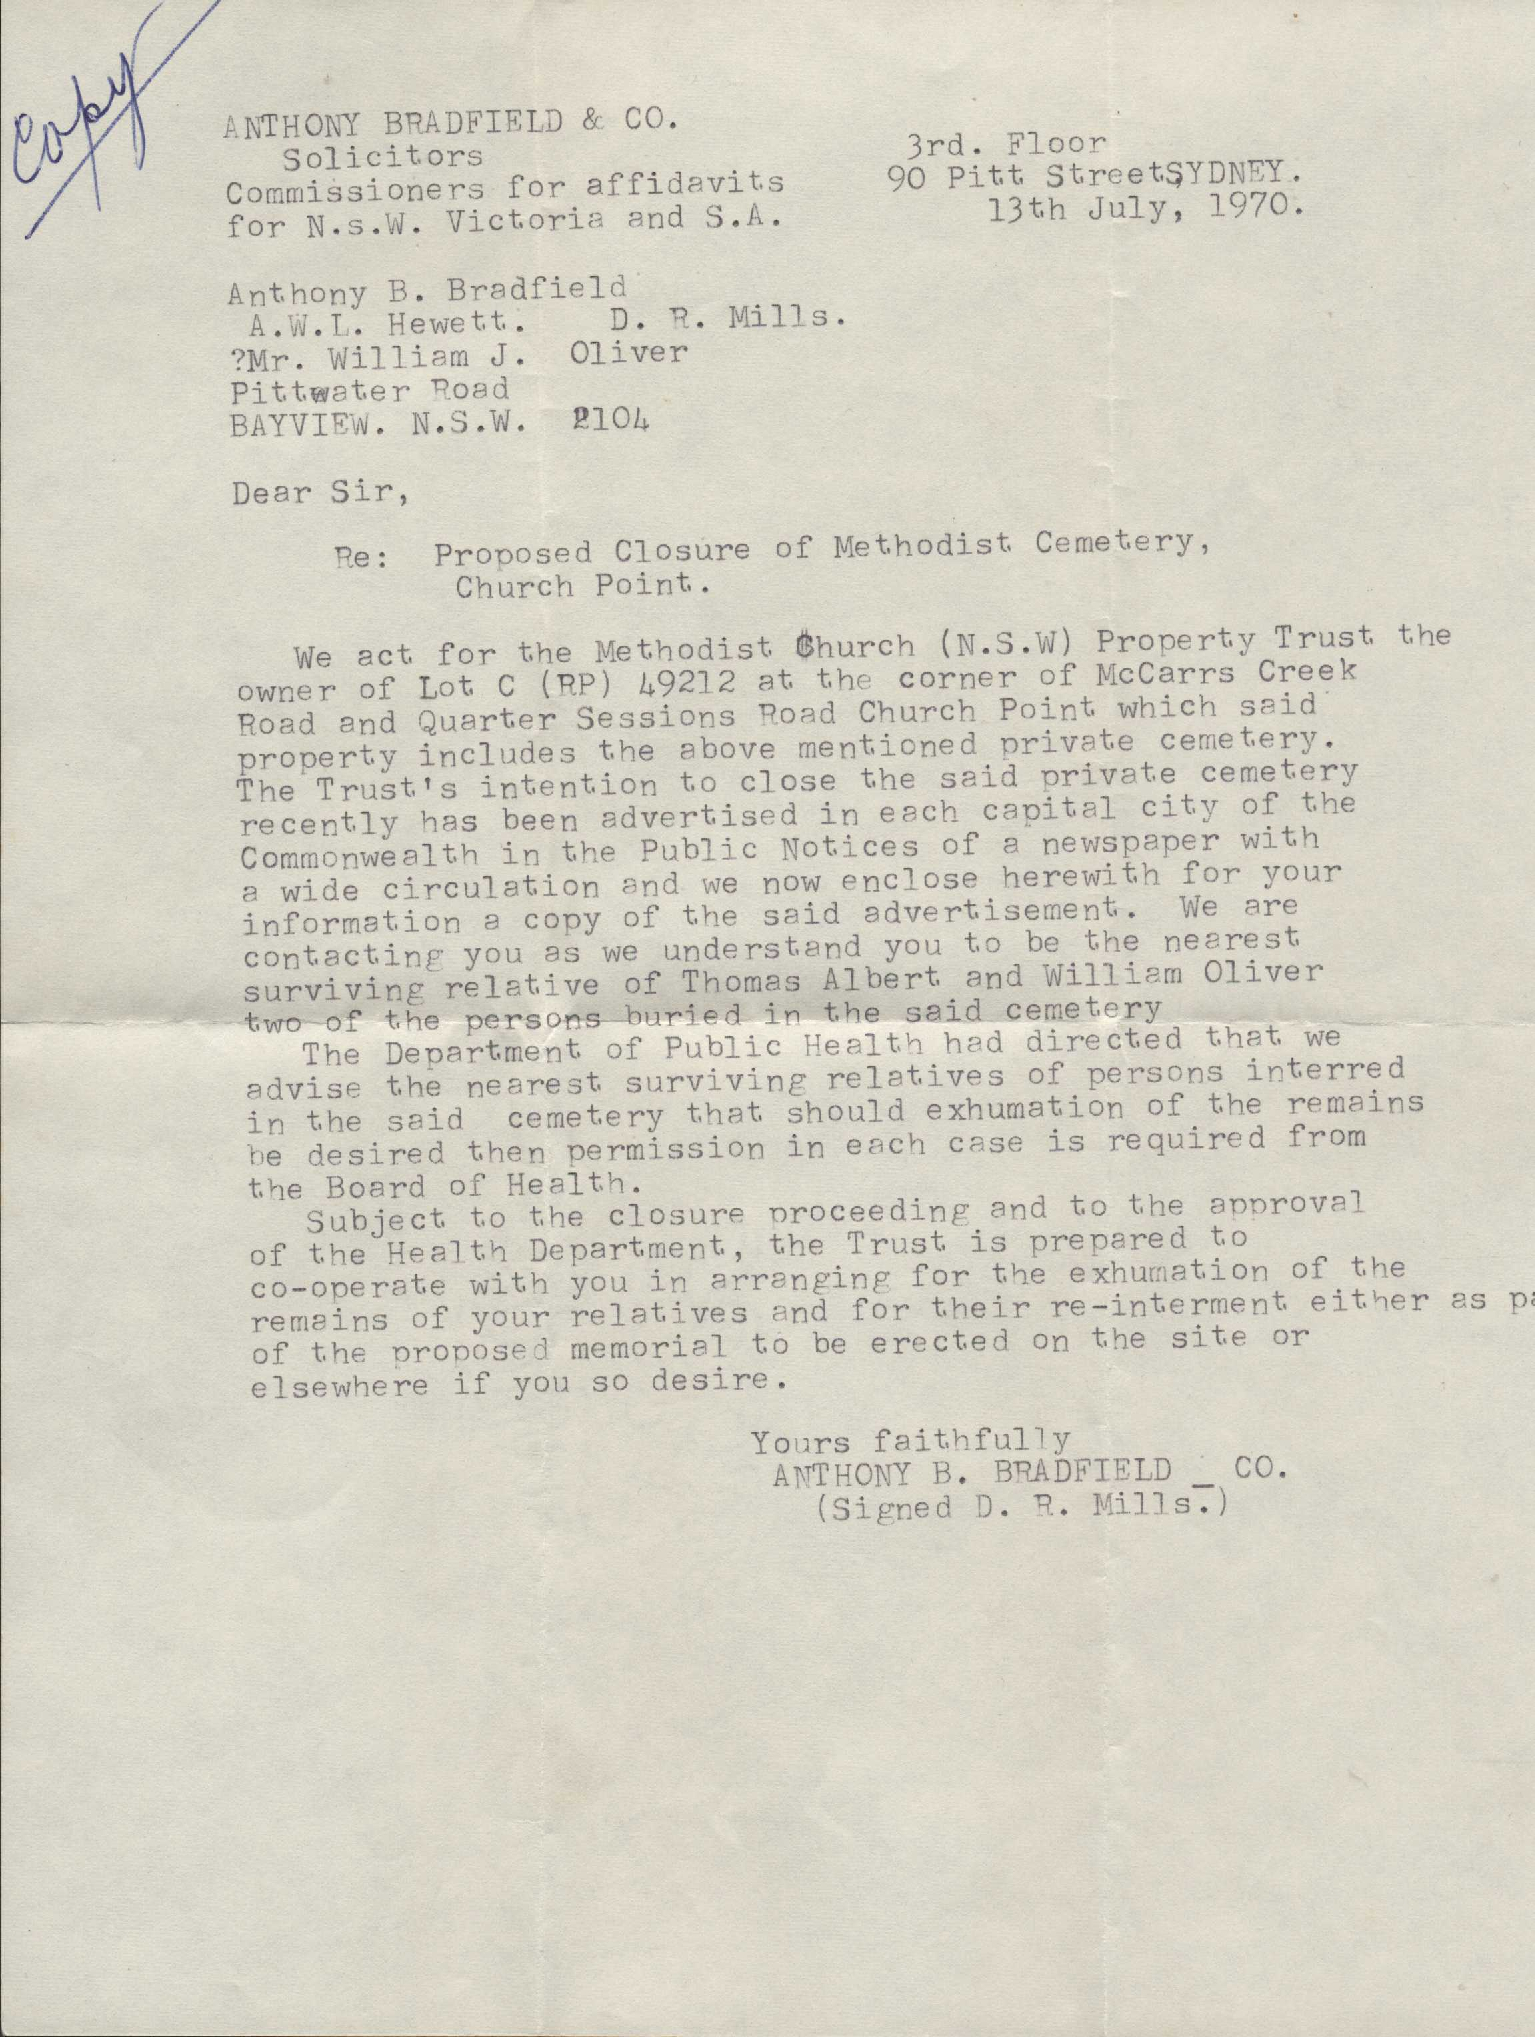 Copy
ANTHONY BRADFIELD & CO.
Solicitors
Commissioners for affidavits
for N.s.W. Victoria and S.A.
3rd. Floor
90 Pitt Street,SYDNEY.
13th July, 1970.
Anthony B. Bradfield
A.W.L. Hewett. D. R. Mills.
?Mr. William J. Oliver
Pittwater Road
BAYVIEW. N.S.W. 2104
Dear Sir,
Re: Proposed Closure of Methodist Cemetery,
Church Point.
We act for the Methodist Church (N.S.W) Property Trust the
owner of Lot C (RP) 49212 at the corner of McCarrs Creek
Road and Quarter Sessions Road Church Point which said
property includes the above mentioned private cemetery.
The Trust's intention to close the said private cemetery
recently has been advertised in each capital city of the
Commonwealth in the Public Notices of a newspaper with
a wide circulation and we now enclose herewith for your
information a copy of the said advertisement. We are
contacting you as we understand you to be the nearest
surviving relative of Thomas Albert and William Oliver
two of the persons buried in the said cemetery
The Department of Public Health had directed that we
advise the nearest surviving relatives of persons interred
in the said cemetery that should exhumation of the remains
be desired then permission in each case is required from
the Board of Health.
Subject to the closure proceeding and to the approval
of the Health Department, the Trust is prepared to
co-operate with you in arranging for the exhumation of the
remains of your relatives and for their re-interment either as pa
of the proposed memorial to be erected on the site or
elsewhere if you so desire.
Yours faithfully
ANTHONY B. BRADFIELD _ CO.
(Signed D. R. Mills.)